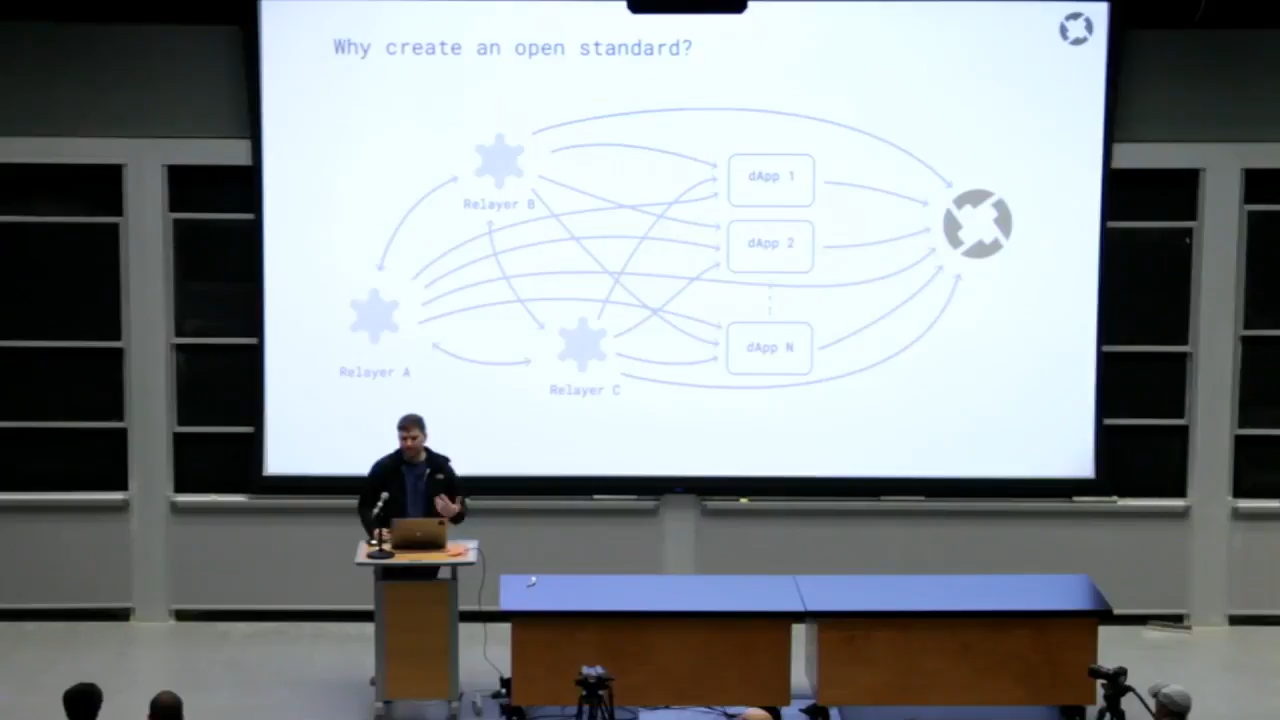 Why create an open standard?
Relayer B
dApp 1
dApp 2
Relayer A
dApp N
Relayer C